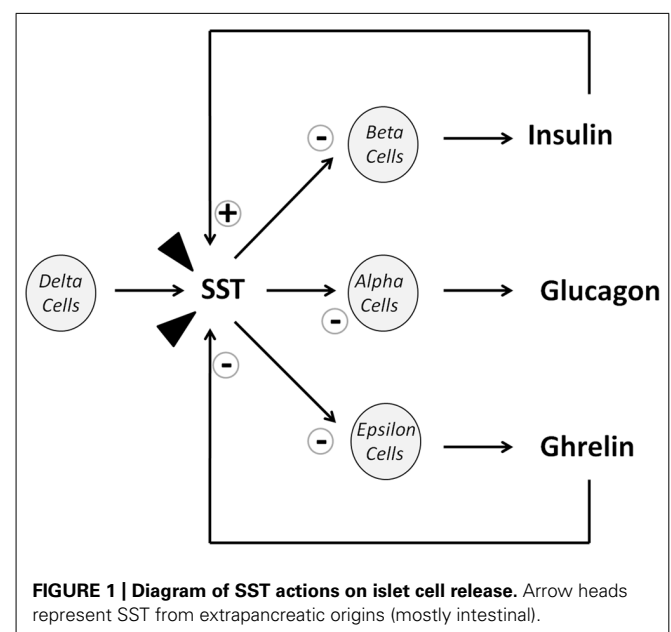 -
Beta
Cells
Insulin
+
Delta
Cells
SST
Alpha
Cells
-
Glucagon
-
-
Epsilon
Cells
Ghrelin
FIGURE 1 | Diagram of SST actions on islet cell release. Arrow heads
represent SST from extrapancreatic origins (mostly intestinal).